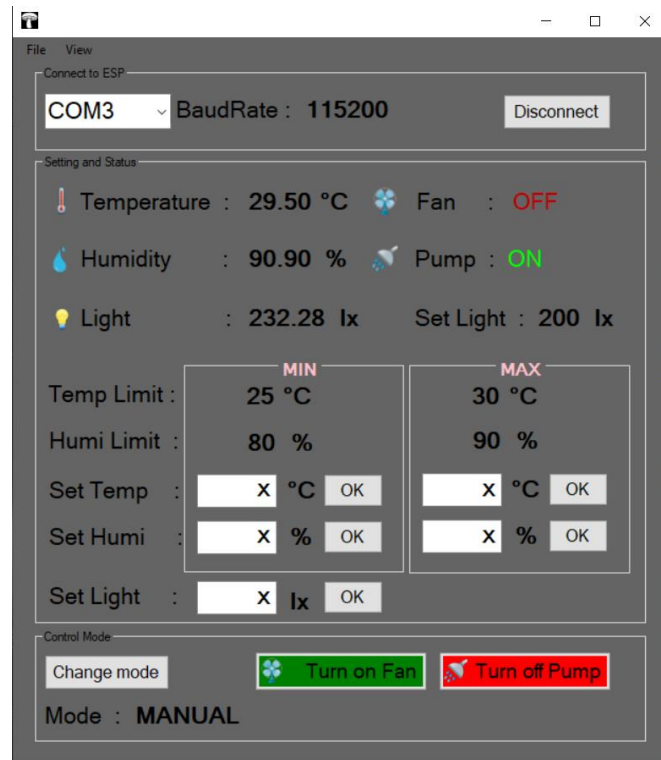 File View
Connect to ESP
COM3 BaudRate : 115200 Disconnect
Setting and Status
Temperature : 29.50 °C Fan : OFF
Humidity : 90.90 % Pump : ON
Light : 232.28 lx Set Light : 200 lx
MIN MAX
Temp Limit : 25 °C 30 °C
Humi Limit : 80 % 90 %
Set Temp : X °C OK X °C OK
Set Humi : X % OK X % OK
Set Light : X lx OK
Control Mode
Change mode Turn on Fan Turn off Pump
Mode : MANUAL